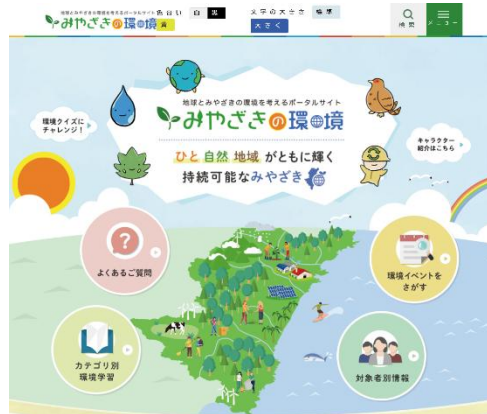 地球とみやざきの環境を考えるポータルサイト
みやざきの環境
色合い 白 黒 黄
文字の大きさ 標準
大きく
検索
メニュー
環境クイズに
チャレンジ!
地球とみやざきの環境を考えるポータルサイト
みやざきの環境
ひと 自然 地域 がともに輝く
持続可能なみやざき
キャラクター
紹介はこちら
よくあるご質問
環境イベントを
さがす
カテゴリ別
環境学習
対象者別情報